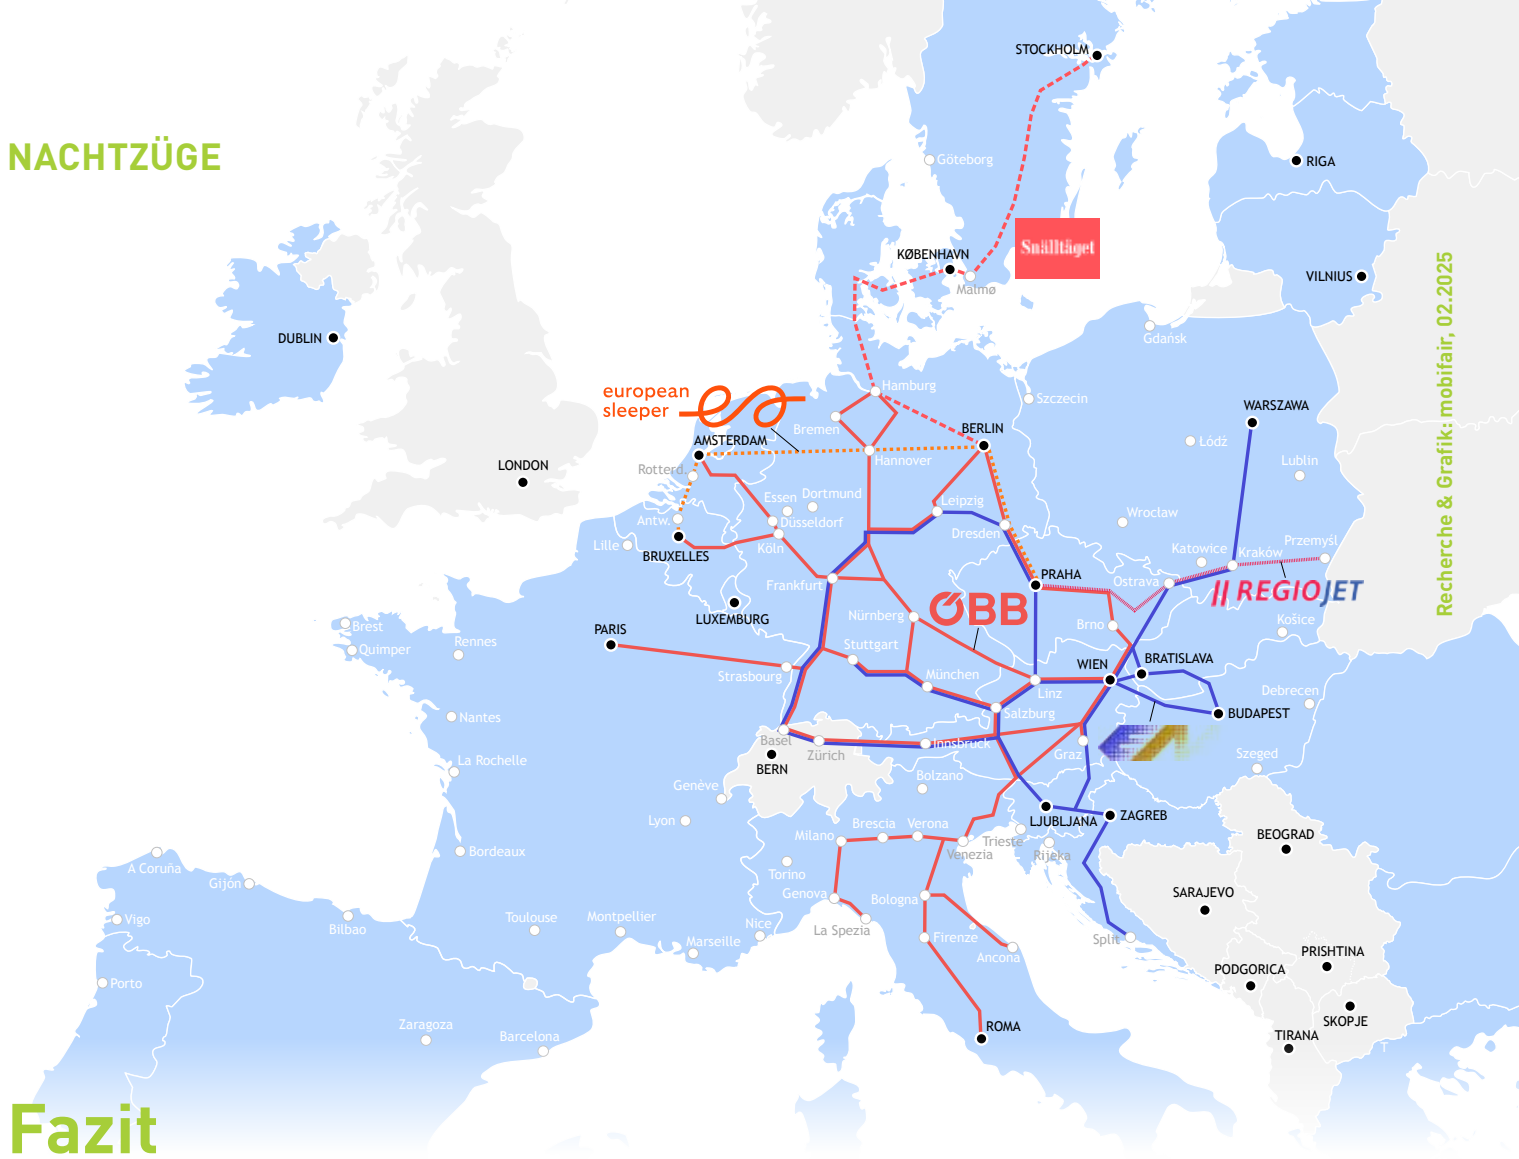 NACHTZÜGE
STOCKHOLM
Göteborg
RIGA
Snälltåget
KØBENHAVN
Malmø
VILNIUS
DUBLIN
Gdańsk
Recherche & Grafik: mobifair, 02.2025
Hamburg
european
sleeper
Szczecin
WARSZAWA
Bremen
BERLIN
AMSTERDAM
Łódź
Hannover
Lublin
LONDON
Rotterd.
Essen
Dortmund
Leipzig
Antw.
Düsseldorf
Wrocław
Dresden
Lille
Köln
BRUXELLES
Katowice
Kraków
Przemyśl
Frankfurt
PRAHA
Ostrava
REGIOJET
ÖBB
LUXEMBURG
Nürnberg
Brest
PARIS
Brno
Košice
Rennes
Quimper
Stuttgart
WIEN
BRATISLAVA
Strasbourg
München
Linz
Debrecen
Nantes
Salzburg
BUDAPEST
Basel
Zürich
Innsbruck
Graz
EN
Szeged
La Rochelle
BERN
Bolzano
Genève
LJUBLJANA
ZAGREB
Lyon
Brescia
Verona
Milano
Trieste
BEOGRAD
Venezia
Rijeka
Bordeaux
A Coruña
Torino
Gijón
Genova
Bologna
SARAJEVO
Vigo
Toulouse
Montpellier
Nice
La Spezia
Bilbao
Marseille
Firenze
Split
Ancona
PRISHTINA
Porto
PODGORICA
Zaragoza
Barcelona
ROMA
SKOPJE
TIRANA
T
Fazit